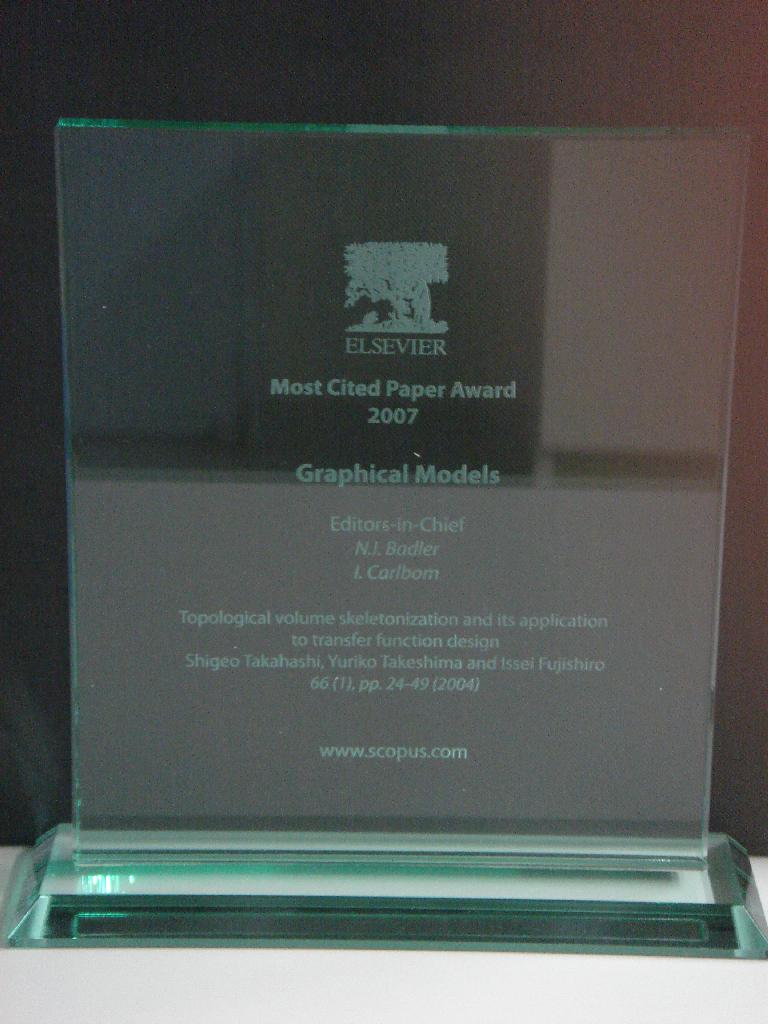 ELSEVIER
Most Cited Paper Award
2007
Graphical Models
Editors-in-Chief
N.I. Badler
I. Carlbom
Topological volume skeletonization and its application
to transfer function design
Shigeo Takahashi, Yuriko Takeshima and Issei Fujishiro
66 (1), pp. 24-49 (2004)
www.scopus.com